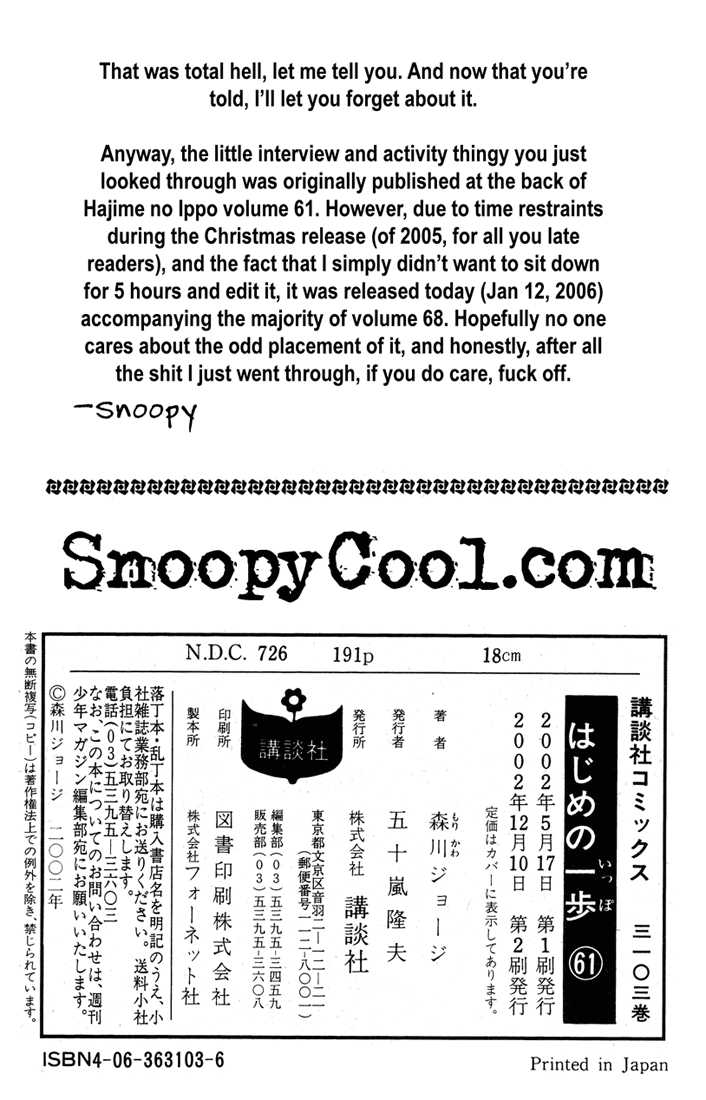 That was total hell, let me tell you. And now that you're
told, I'll let you forget about it.
Anyway, the little interview and activity thingy you just
looked through was originally published at the back of
Hajime no Ippo volume 61. However, due to time restraints
during the Christmas release (of 2005, for all you late
readers), and the fact that I simply didn't want to sit down
for 5 hours and edit it, it was released today (Jan 12, 2006)
accompanying the majority of volume 68. Hopefully no one
cares about the odd placement of it, and honestly, after all
the shit I just went through, if you do care, fuck off.
-Snoopy
SnoopyCool.com
N.D.C. 726 191p 18cm
講談社コミックス 三一〇三巻
はじめの一歩 61
いっぽ
2002年5月17日 第1刷発行
2002年12月10日 第2刷発行
定価はカバーに表示してあります。
著者 森川ジョージ
もりかわ
発行者 五十嵐隆夫
発行所 株式会社 講談社
東京都文京区音羽二―一二―二一
(郵便番号一一二―八〇〇一)
編集部(03)五三九五―三四五九
販売部(03)五三九五―三六〇八
講談社
印刷所 図書印刷株式会社
製本所 株式会社フォーネット社
落丁本・乱丁本は購入書店名を明記のうえ、小
社雑誌業務部宛にお送りください。送料小社
負担にてお取り替えします。
電話(03)五三九五―三六〇三
なお、この本についてのお問い合わせは、週刊
少年マガジン編集部宛にお願いいたします。
©森川ジョージ 二〇〇二年
本書の無断複写(コピー)は著作権法上での例外を除き、禁じられています。
ISBN4-06-363103-6
Printed in Japan